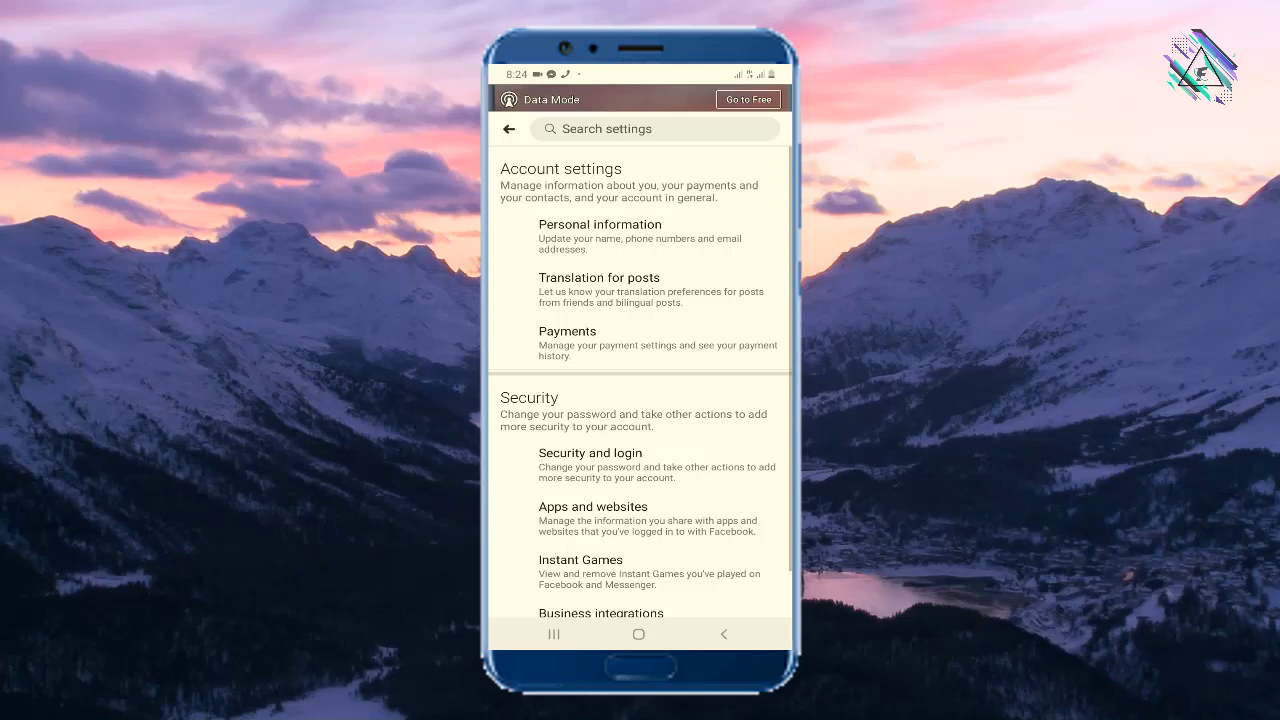 8:24
Data Mode
Go to Free
Search settings
Account settings
Manage information about you, your payments and
your contacts, and your account in general.
Personal information
Update your name, phone numbers and email
addresses.
Translation for posts
Let us know your translation preferences for posts
from friends and bilingual posts.
Payments
Manage your payment settings and see your payment
history.
Security
Change your password and take other actions to add
more security to your account.
Security and login
Change your password and take other actions to add
more security to your account.
Apps and websites
Manage the information you share with apps and
websites that you've logged in to with Facebook.
Instant Games
View and remove Instant Games you've played on
Facebook and Messenger.
Business integrations